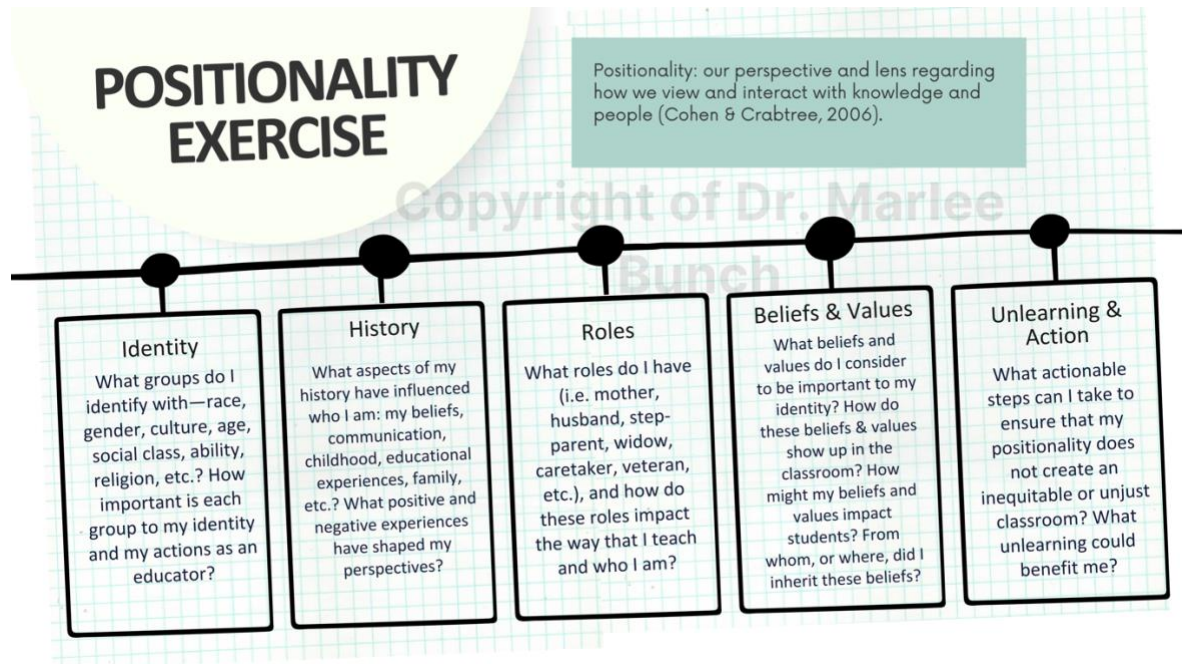 POSITIONALITY
EXERCISE
Positionality: our perspective and lens regarding
how we view and interact with knowledge and
people (Cohen & Crabtree, 2006).
Copyright of Dr. Marlee
Bunch
Identity
What groups do I
identify with—race,
gender, culture, age,
social class, ability,
religion, etc.? How
important is each
group to my identity
and my actions as an
educator?
History
What aspects of my
history have influenced
who I am: my beliefs,
communication,
childhood, educational
experiences, family,
etc.? What positive and
negative experiences
have shaped my
perspectives?
Roles
What roles do I have
(i.e. mother,
husband, step-
parent, widow,
caretaker, veteran,
etc.), and how do
these roles impact
the way that I teach
and who I am?
Beliefs & Values
What beliefs and
values do I consider
to be important to my
identity? How do
these beliefs & values
show up in the
classroom? How
might my beliefs and
values impact
students? From
whom, or where, did I
inherit these beliefs?
Unlearning &
Action
What actionable
steps can I take to
ensure that my
positionality does
not create an
inequitable or unjust
classroom? What
unlearning could
benefit me?